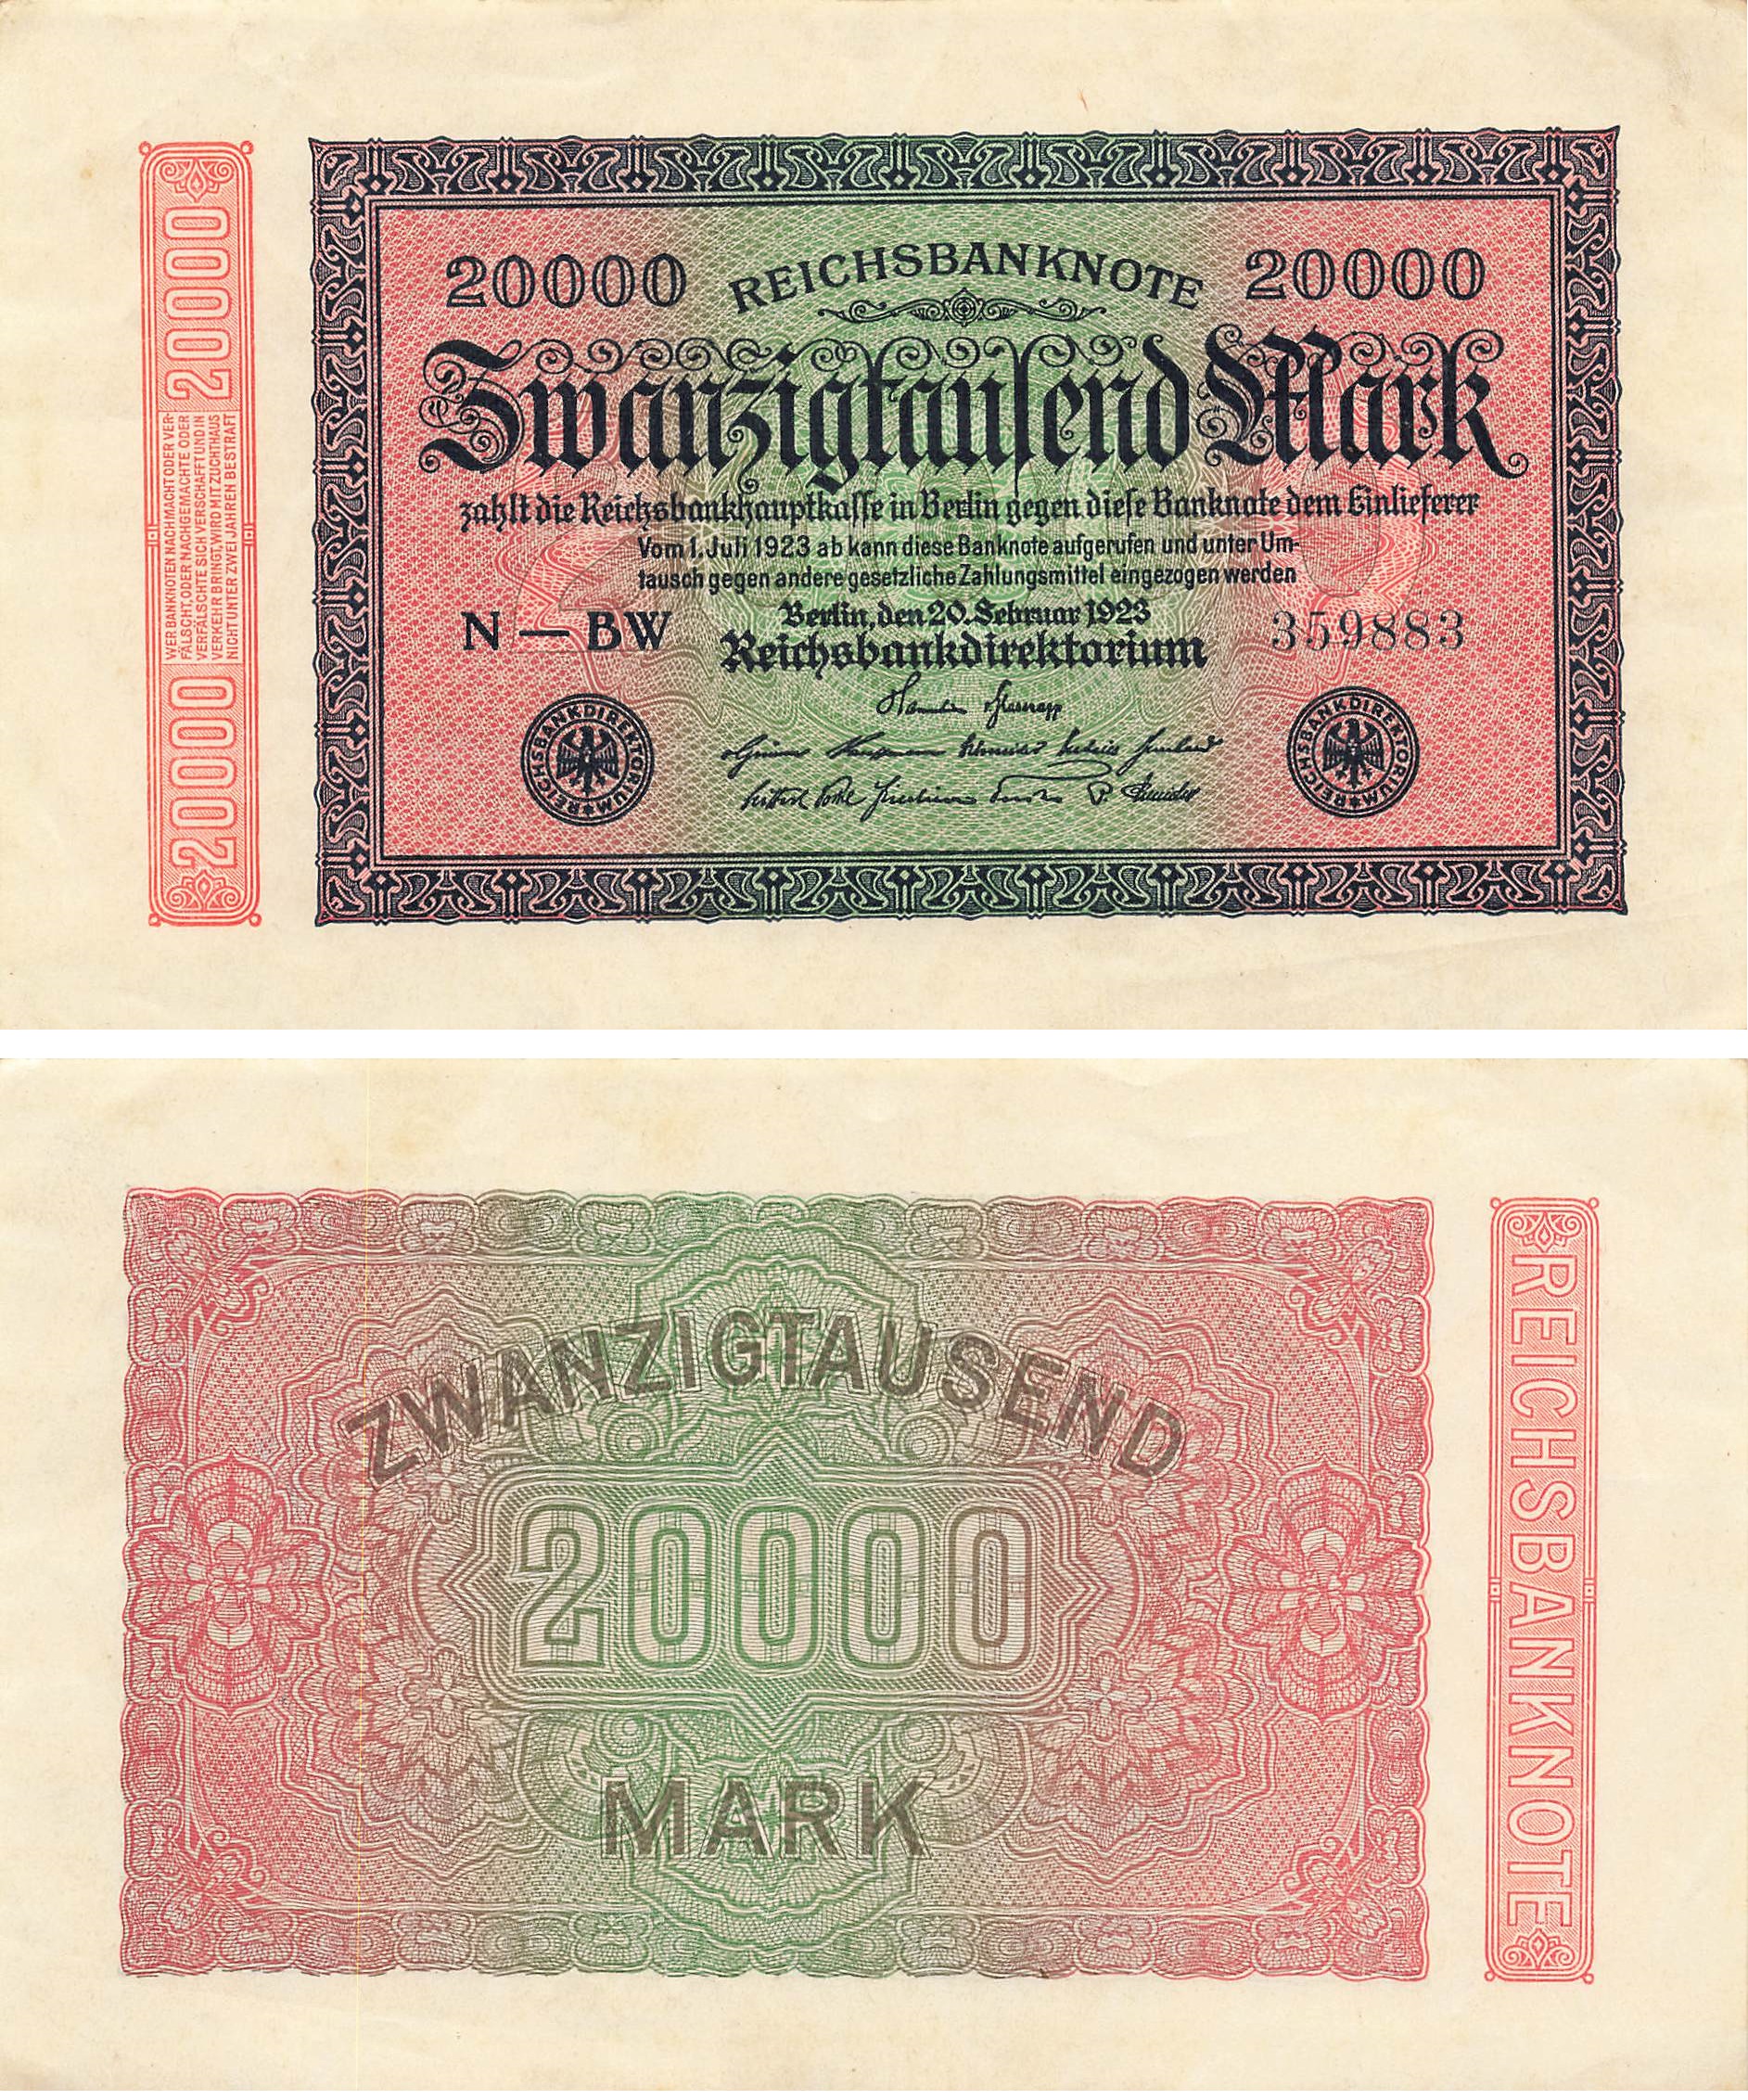 20000
WER BANKNOTEN NACHMACHT ODER VER-
FÄLSCHT, ODER NACHGEMACHTE ODER
VERFÄLSCHTE SICH VERSCHAFFT UND IN
VERKEHR BRINGT, WIRD MIT ZUCHTHAUS
NICHT UNTER ZWEI JAHREN BESTRAFT
20000
20000 REICHSBANKNOTE 20000
Zwanzigtausend Mark
zahlt die Reichsbankhauptkasse in Berlin gegen diese Banknote dem Einlieferer
Vom 1. Juli 1923 ab kann diese Banknote aufgerufen und unter Um-
tausch gegen andere gesetzliche Zahlungsmittel eingezogen werden
Berlin, den 20. Februar 1923
N — BW 359883
Reichsbankdirektorium
REICHSBANKDIREKTORIUM REICHSBANKDIREKTORIUM
ZWANZIGTAUSEND
20000
MARK
REICHSBANKNOTE